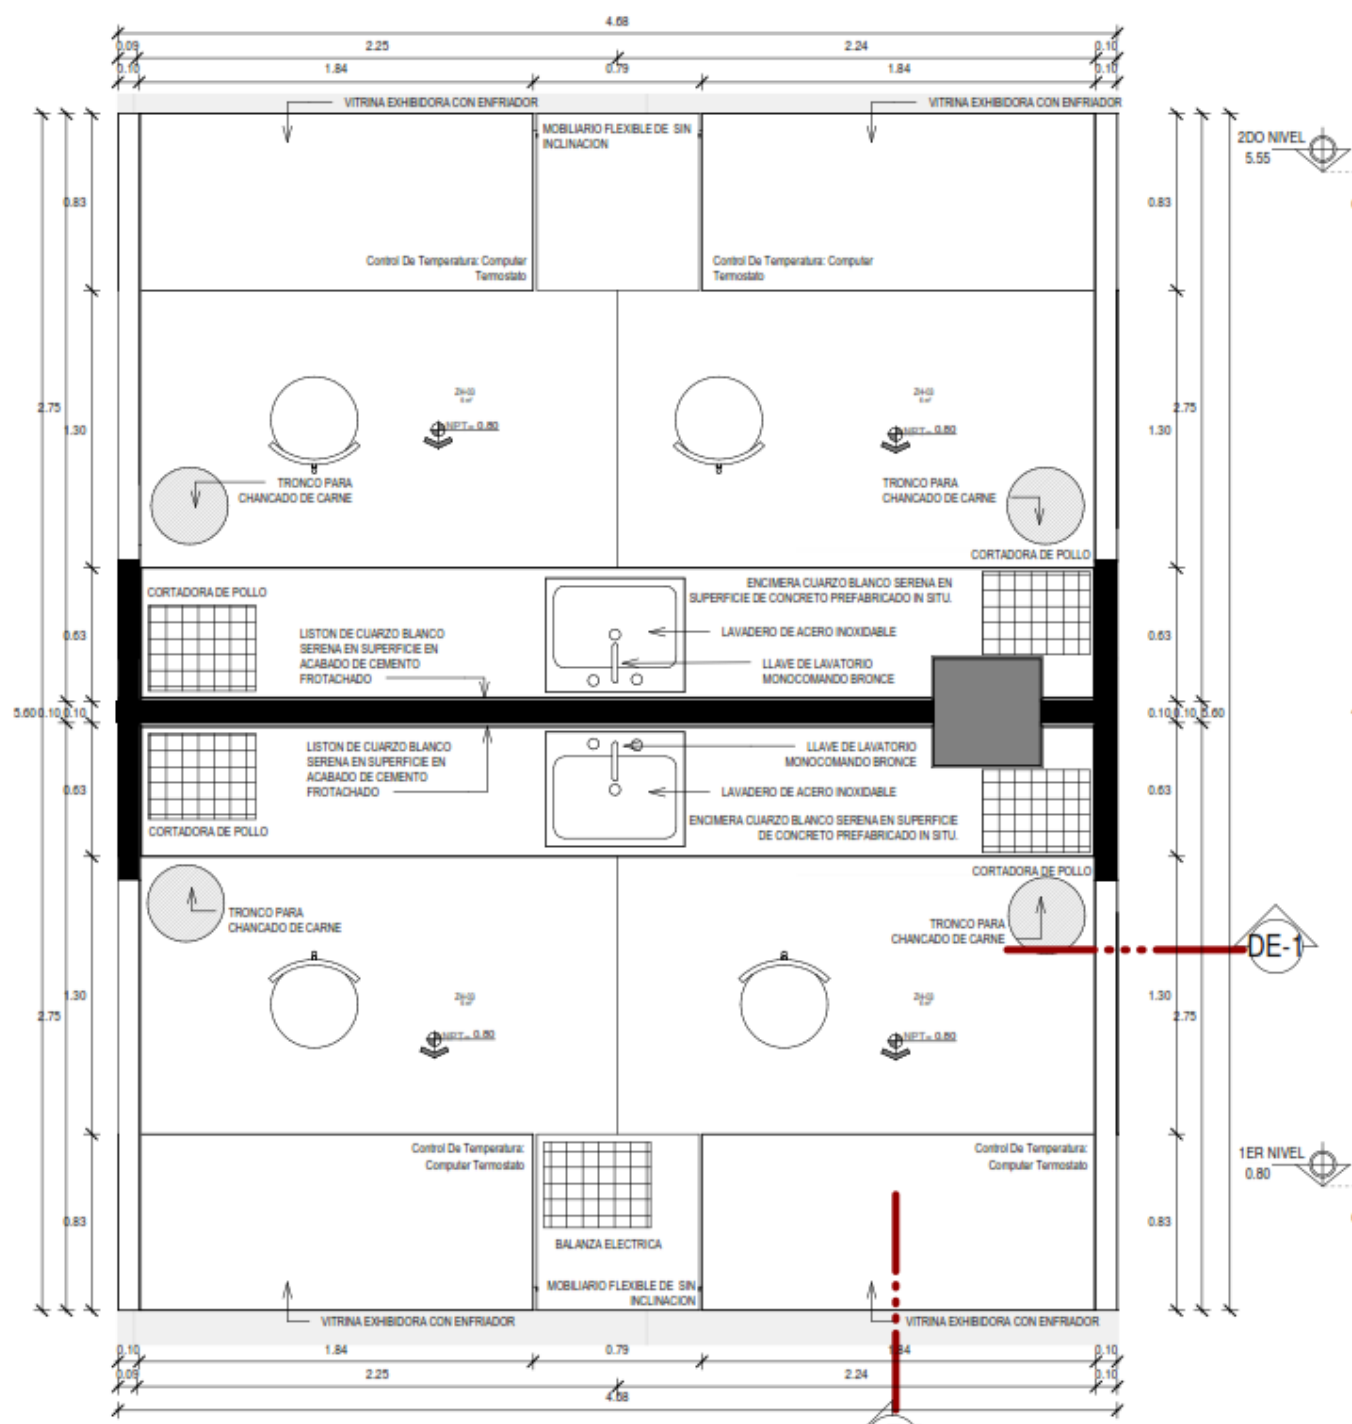 4.68
0.09 2.25 2.24 0.10
0.10 1.84 0.79 1.84 0.10
VITRINA EXHIBIDORA CON ENFRIADOR
VITRINA EXHIBIDORA CON ENFRIADOR
MOBILIARIO FLEXIBLE DE SIN
INCLINACION
2DO NIVEL
5.55
0.83
0.83
Control De Temperatura: Computer
Termostato
Control De Temperatura: Computer
Termostato
2.75
1.30
NPT= 0.80
NPT= 0.80
1.30
2.75
TRONCO PARA
CHANCADO DE CARNE
TRONCO PARA
CHANCADO DE CARNE
CORTADORA DE POLLO
CORTADORA DE POLLO
ENCIMERA CUARZO BLANCO SERENA EN
SUPERFICIE DE CONCRETO PREFABRICADO IN SITU.
0.63
LISTON DE CUARZO BLANCO
SERENA EN SUPERFICIE EN
ACABADO DE CEMENTO
FROTACHADO
LAVADERO DE ACERO INOXIDABLE
LLAVE DE LAVATORIO
MONOCOMANDO BRONCE
0.63
5.60 0.10 0.10
0.10 0.10 5.60
LISTON DE CUARZO BLANCO
SERENA EN SUPERFICIE EN
ACABADO DE CEMENTO
FROTACHADO
LLAVE DE LAVATORIO
MONOCOMANDO BRONCE
0.63
LAVADERO DE ACERO INOXIDABLE
0.63
CORTADORA DE POLLO
ENCIMERA CUARZO BLANCO SERENA EN SUPERFICIE
DE CONCRETO PREFABRICADO IN SITU.
CORTADORA DE POLLO
TRONCO PARA
CHANCADO DE CARNE
TRONCO PARA
CHANCADO DE CARNE
DE-1
1.30
2.75
NPT= 0.80
NPT= 0.80
1.30
2.75
Control De Temperatura:
Computer Termostato
Control De Temperatura:
Computer Termostato
1ER NIVEL
0.80
0.83
BALANZA ELECTRICA
0.83
MOBILIARIO FLEXIBLE DE SIN
INCLINACION
VITRINA EXHIBIDORA CON ENFRIADOR
VITRINA EXHIBIDORA CON ENFRIADOR
0.10 1.84 0.79 1.84 0.10
0.09 2.25 2.24 0.10
4.68